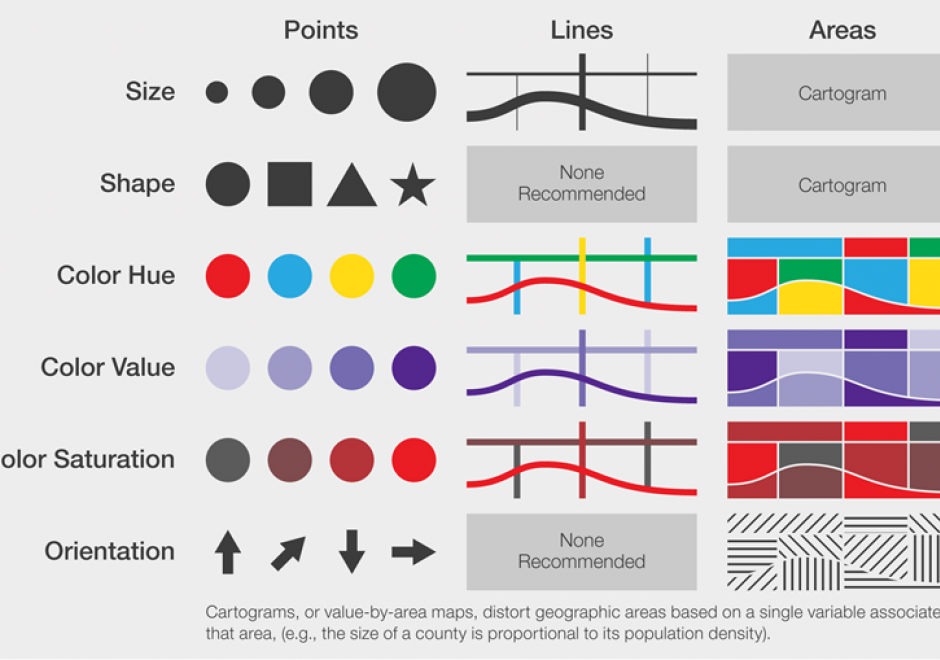 Points Lines Areas
Size
Cartogram
Shape
None
Recommended
Cartogram
Color Hue
Color Value
olor Saturation
Orientation
None
Recommended
Cartograms, or value-by-area maps, distort geographic areas based on a single variable associate
that area, (e.g., the size of a county is proportional to its population density).